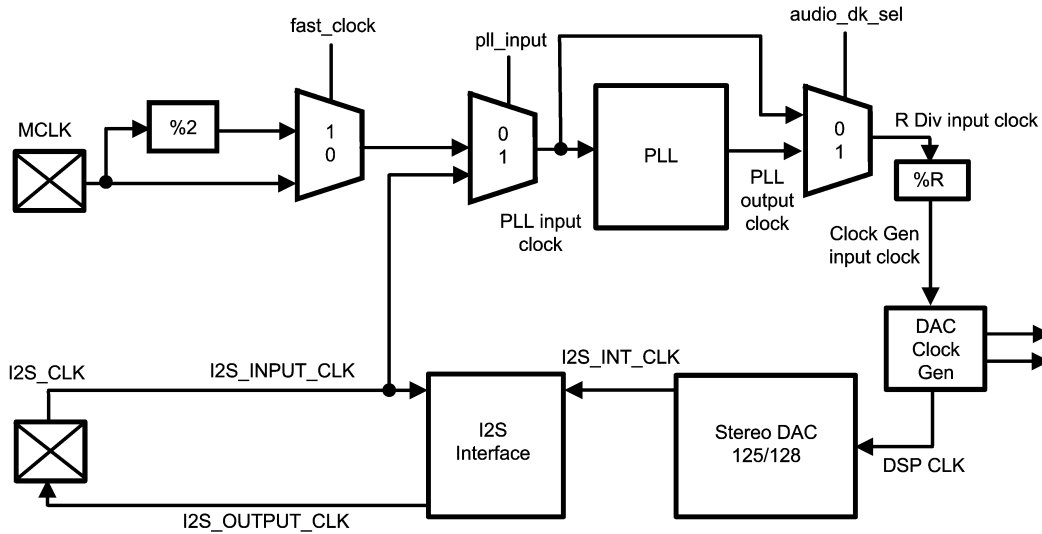 fast_clock
pll_input
audio_dk_sel
MCLK
%2
1
0
0
1
PLL
0
1
R Div input clock
%R
PLL input
clock
PLL
output
clock
Clock Gen
input clock
DAC
Clock
Gen
I2S_CLK
I2S_INPUT_CLK
I2S_INT_CLK
I2S
Interface
Stereo DAC
125/128
DSP CLK
I2S_OUTPUT_CLK